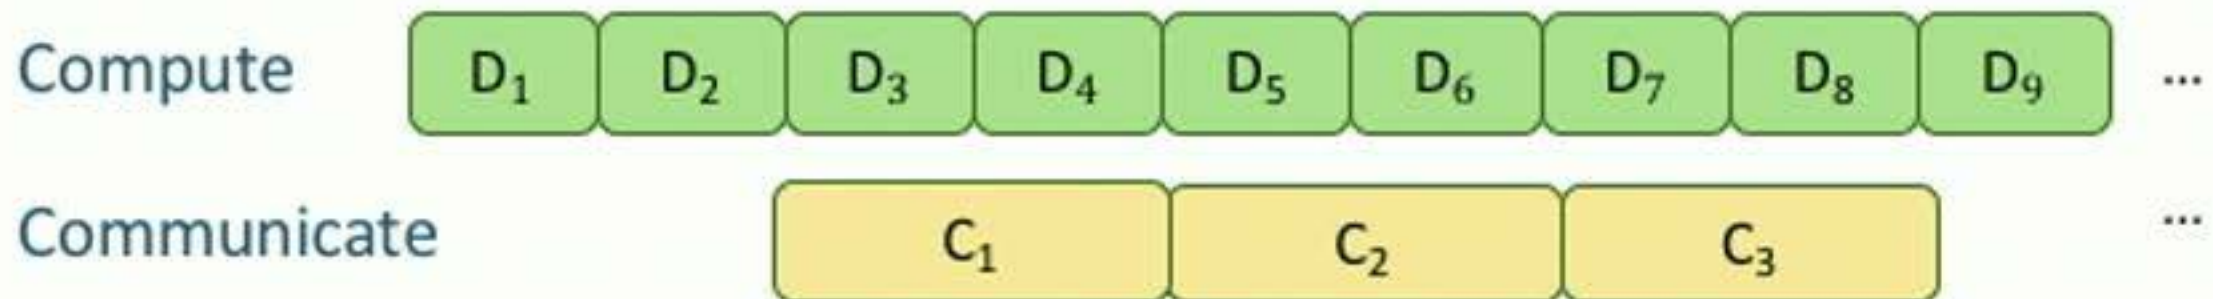 Compute D₁ D₂ D₃ D₄ D₅ D₆ D₇ D₈ D₉ ...
Communicate C₁ C₂ C₃ ...